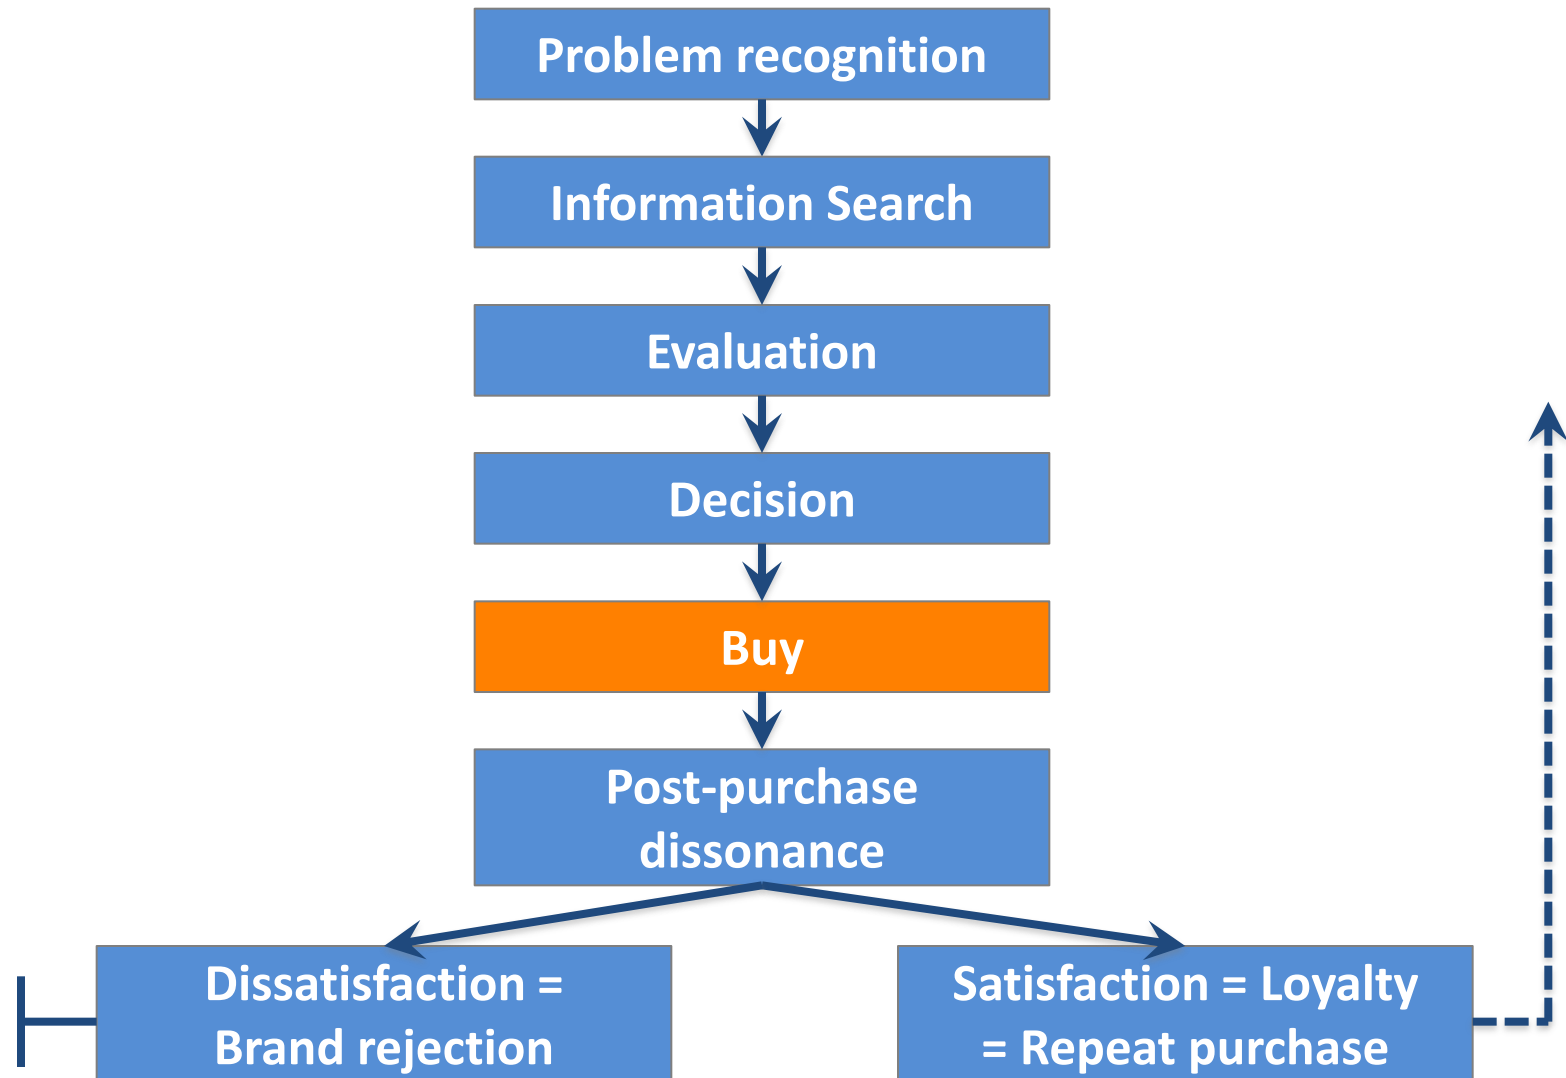 Problem recognition
Information Search
Evaluation
Decision
Buy
Post-purchase
dissonance
Dissatisfaction =
Brand rejection
Satisfaction = Loyalty
= Repeat purchase